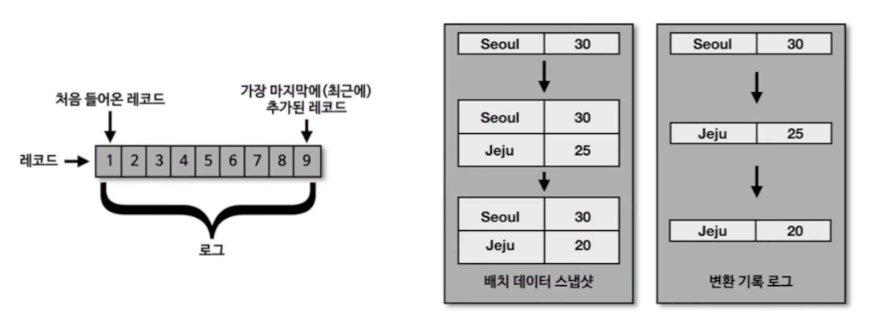 처음 들어온 레코드
가장 마지막에(최근에)
추가된 레코드
레코드
1 2 3 4 5 6 7 8 9
로그
Seoul 30
Seoul 30
Jeju 25
Seoul 30
Jeju 20
배치 데이터 스냅샷
Seoul 30
Jeju 25
Jeju 20
변환 기록 로그